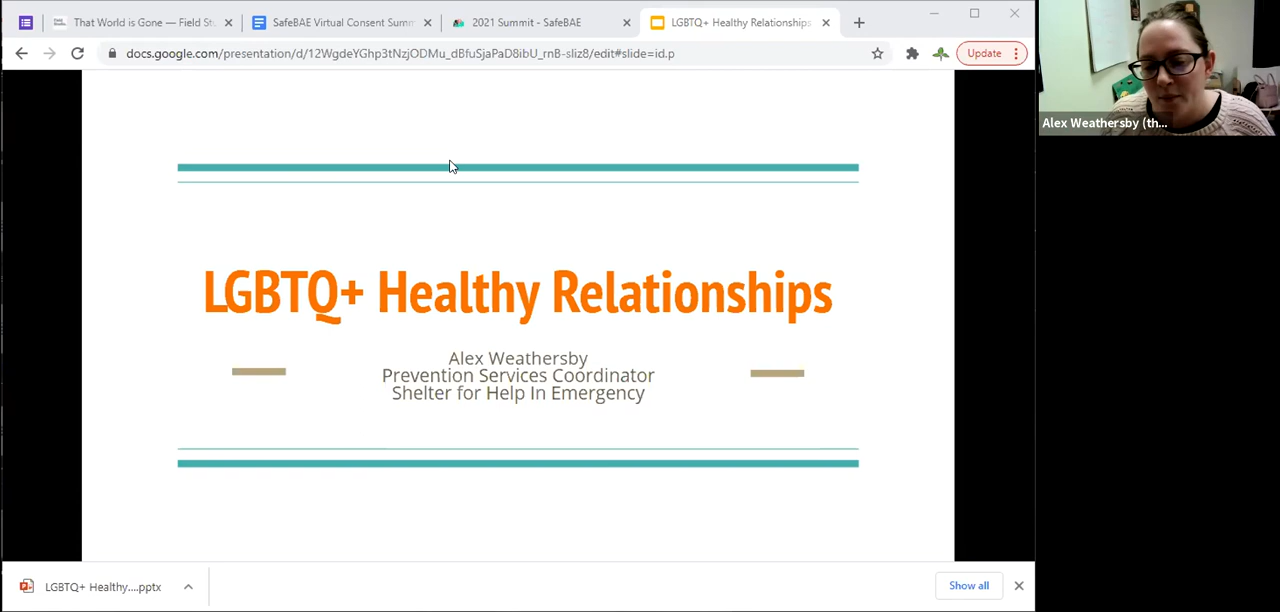 That World is Gone — Field St
SafeBAE Virtual Consent Summ
2021 Summit - SafeBAE
LGBTQ+ Healthy Relationships
docs.google.com/presentation/d/12WgdeYGhp3tNzjODMu_dBfuSjaPaD8ibU_rnB-sliz8/edit#slide=id.p
Update
Alex Weathersby (th...
LGBTQ+ Healthy Relationships
Alex Weathersby
Prevention Services Coordinator
Shelter for Help In Emergency
LGBTQ+ Healthy....pptx
Show all